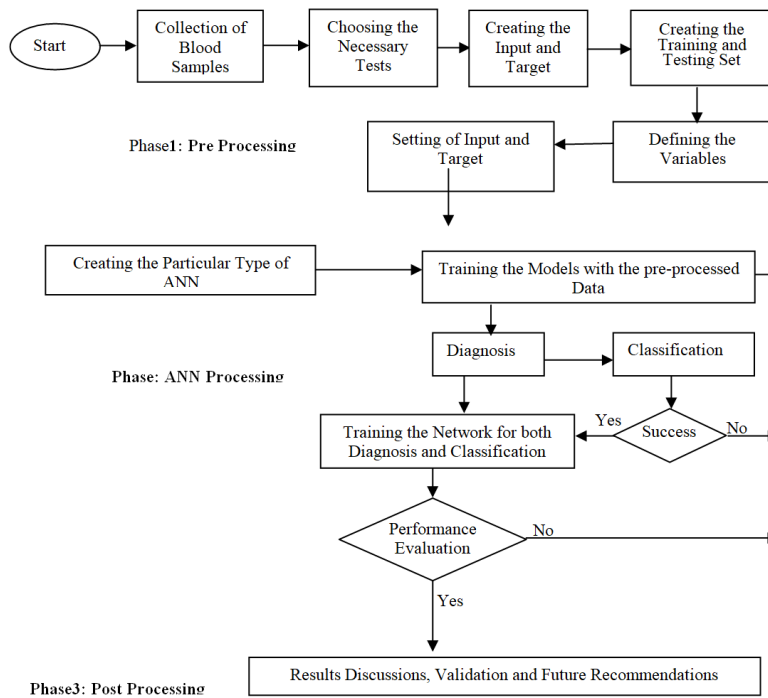 Start
Collection of
Blood
Samples
Choosing the
Necessary
Tests
Creating the
Input and
Target
Creating the
Training and
Testing Set
Phase1: Pre Processing
Setting of Input and
Target
Defining the
Variables
Creating the Particular Type of
ANN
Training the Models with the pre-processed
Data
Diagnosis
Classification
Phase: ANN Processing
Training the Network for both
Diagnosis and Classification
Yes
Success
No
Performance
Evaluation
No
Yes
Results Discussions, Validation and Future Recommendations
Phase3: Post Processing